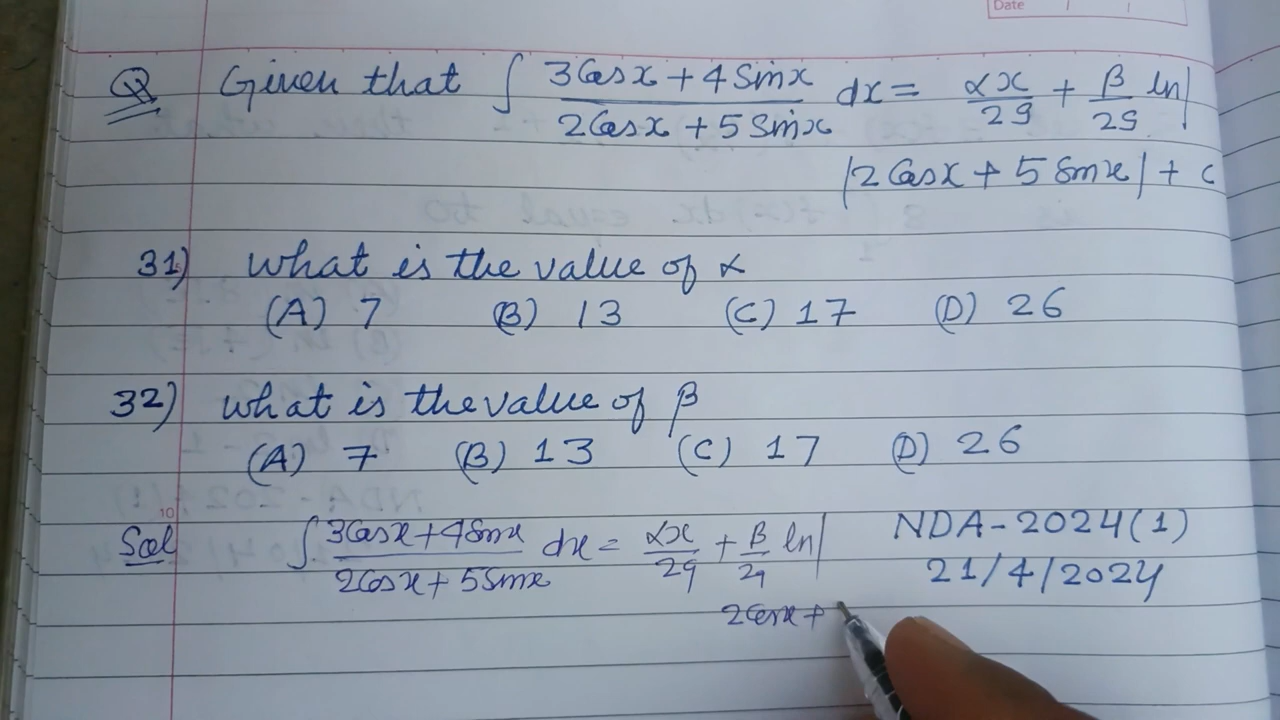 Date
Q Given that ∫ 3Cosx + 4Sinx / 2Cosx + 5Sinx dx = αx/29 + β/29 ln|
|2Cosx + 5Sinx| + c
31) what is the value of α
(A) 7 (B) 13 (C) 17 (D) 26
32) what is the value of β
(A) 7 (B) 13 (C) 17 (D) 26
10
Sol ∫ 3Cosx + 4Sinx / 2Cosx + 5Sinx dx = αx/29 + β/29 ln| NDA-2024(1)
21/4/2024
2Cosx +